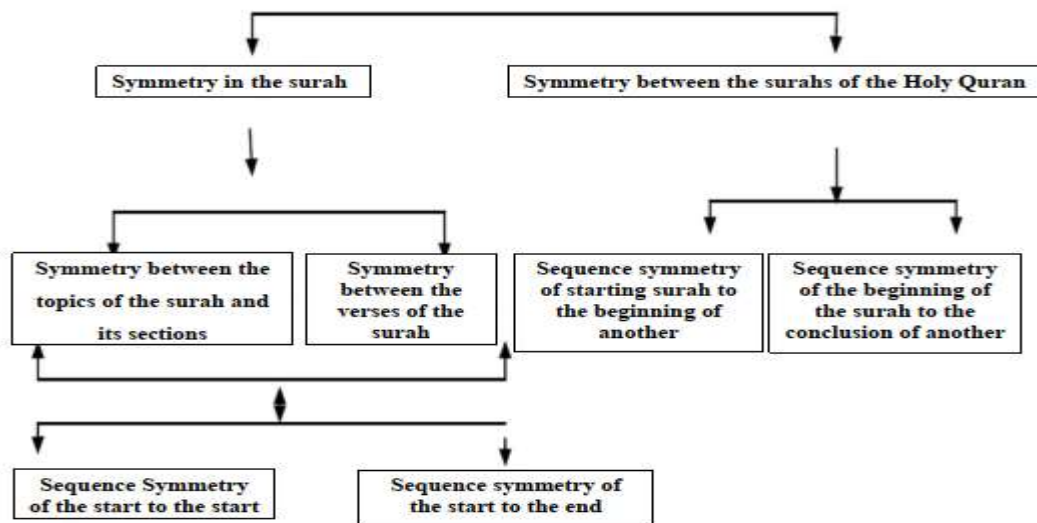 Symmetry in the surah
Symmetry between the surahs of the Holy Quran
Symmetry between the
topics of the surah and
its sections
Symmetry
between the
verses of the
surah
Sequence symmetry
of starting surah to
the beginning of
another
Sequence symmetry
of the beginning of
the surah to the
conclusion of another
Sequence Symmetry
of the start to the start
Sequence symmetry of
the start to the end